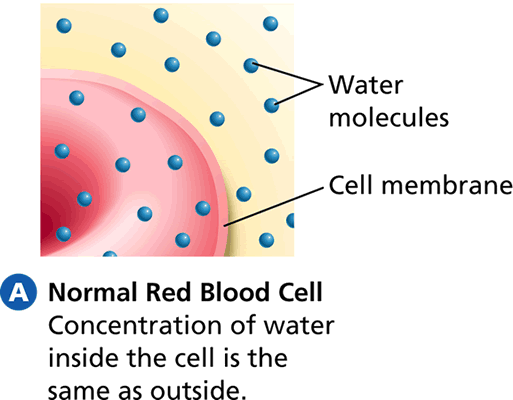 Water
molecules
Cell membrane
A Normal Red Blood Cell
Concentration of water
inside the cell is the
same as outside.